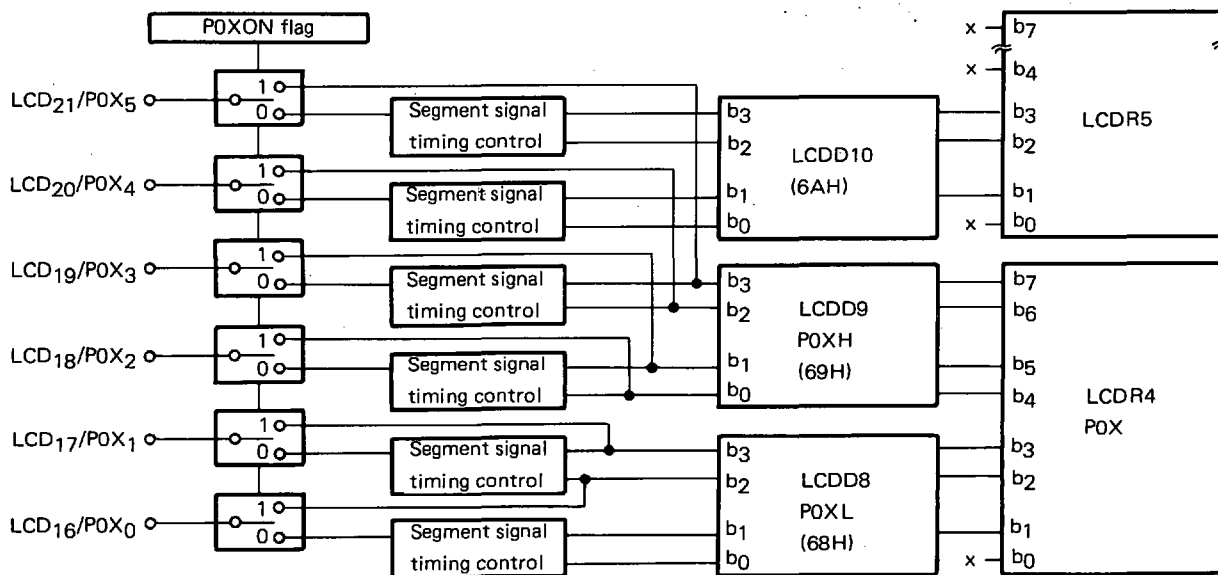 P0XON flag
LCD21/P0X5
1
0
Segment signal
timing control
LCD20/P0X4
1
0
Segment signal
timing control
LCD19/P0X3
1
0
Segment signal
timing control
LCD18/P0X2
1
0
Segment signal
timing control
LCD17/P0X1
1
0
Segment signal
timing control
LCD16/P0X0
1
0
Segment signal
timing control
b3
b2
b1
b0
LCDD10
(6AH)
b3
b2
b1
b0
LCDD9
P0XH
(69H)
b3
b2
b1
b0
LCDD8
P0XL
(68H)
x b7
x b4
b3
b2
b1
x b0
LCDR5
b7
b6
b5
b4
b3
b2
b1
x b0
LCDR4
P0X